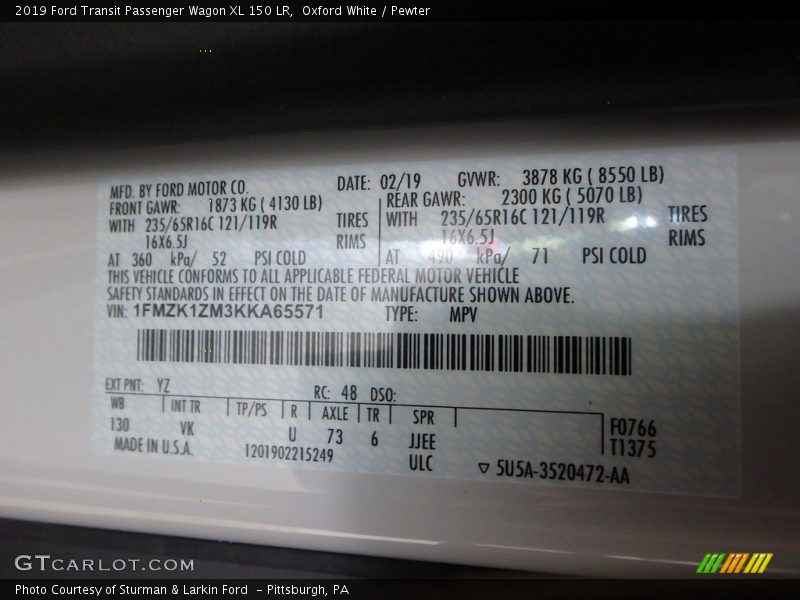 2019 Ford Transit Passenger Wagon XL 150 LR, Oxford White / Pewter
MFD. BY FORD MOTOR CO. DATE: 02/19 GVWR: 3878 KG ( 8550 LB)
FRONT GAWR: 1873 KG ( 4130 LB) REAR GAWR: 2300 KG ( 5070 LB)
WITH 235/65R16C 121/119R TIRES WITH 235/65R16C 121/119R TIRES
16X6.5J RIMS 16X6.5J RIMS
AT 360 kPa/ 52 PSI COLD AT 490 kPa/ 71 PSI COLD
THIS VEHICLE CONFORMS TO ALL APPLICABLE FEDERAL MOTOR VEHICLE
SAFETY STANDARDS IN EFFECT ON THE DATE OF MANUFACTURE SHOWN ABOVE.
VIN: 1FMZK1ZM3KKA65571 TYPE: MPV
EXT PNT: YZ RC: 48 DSO:
WB INT TR TP/PS R AXLE TR SPR F0766
130 VK U 73 6 JJEE T1375
MADE IN U.S.A. 1201902215249 ULC ▽ 5U5A-3520472-AA
GTCARLOT.COM
Photo Courtesy of Sturman & Larkin Ford - Pittsburgh, PA